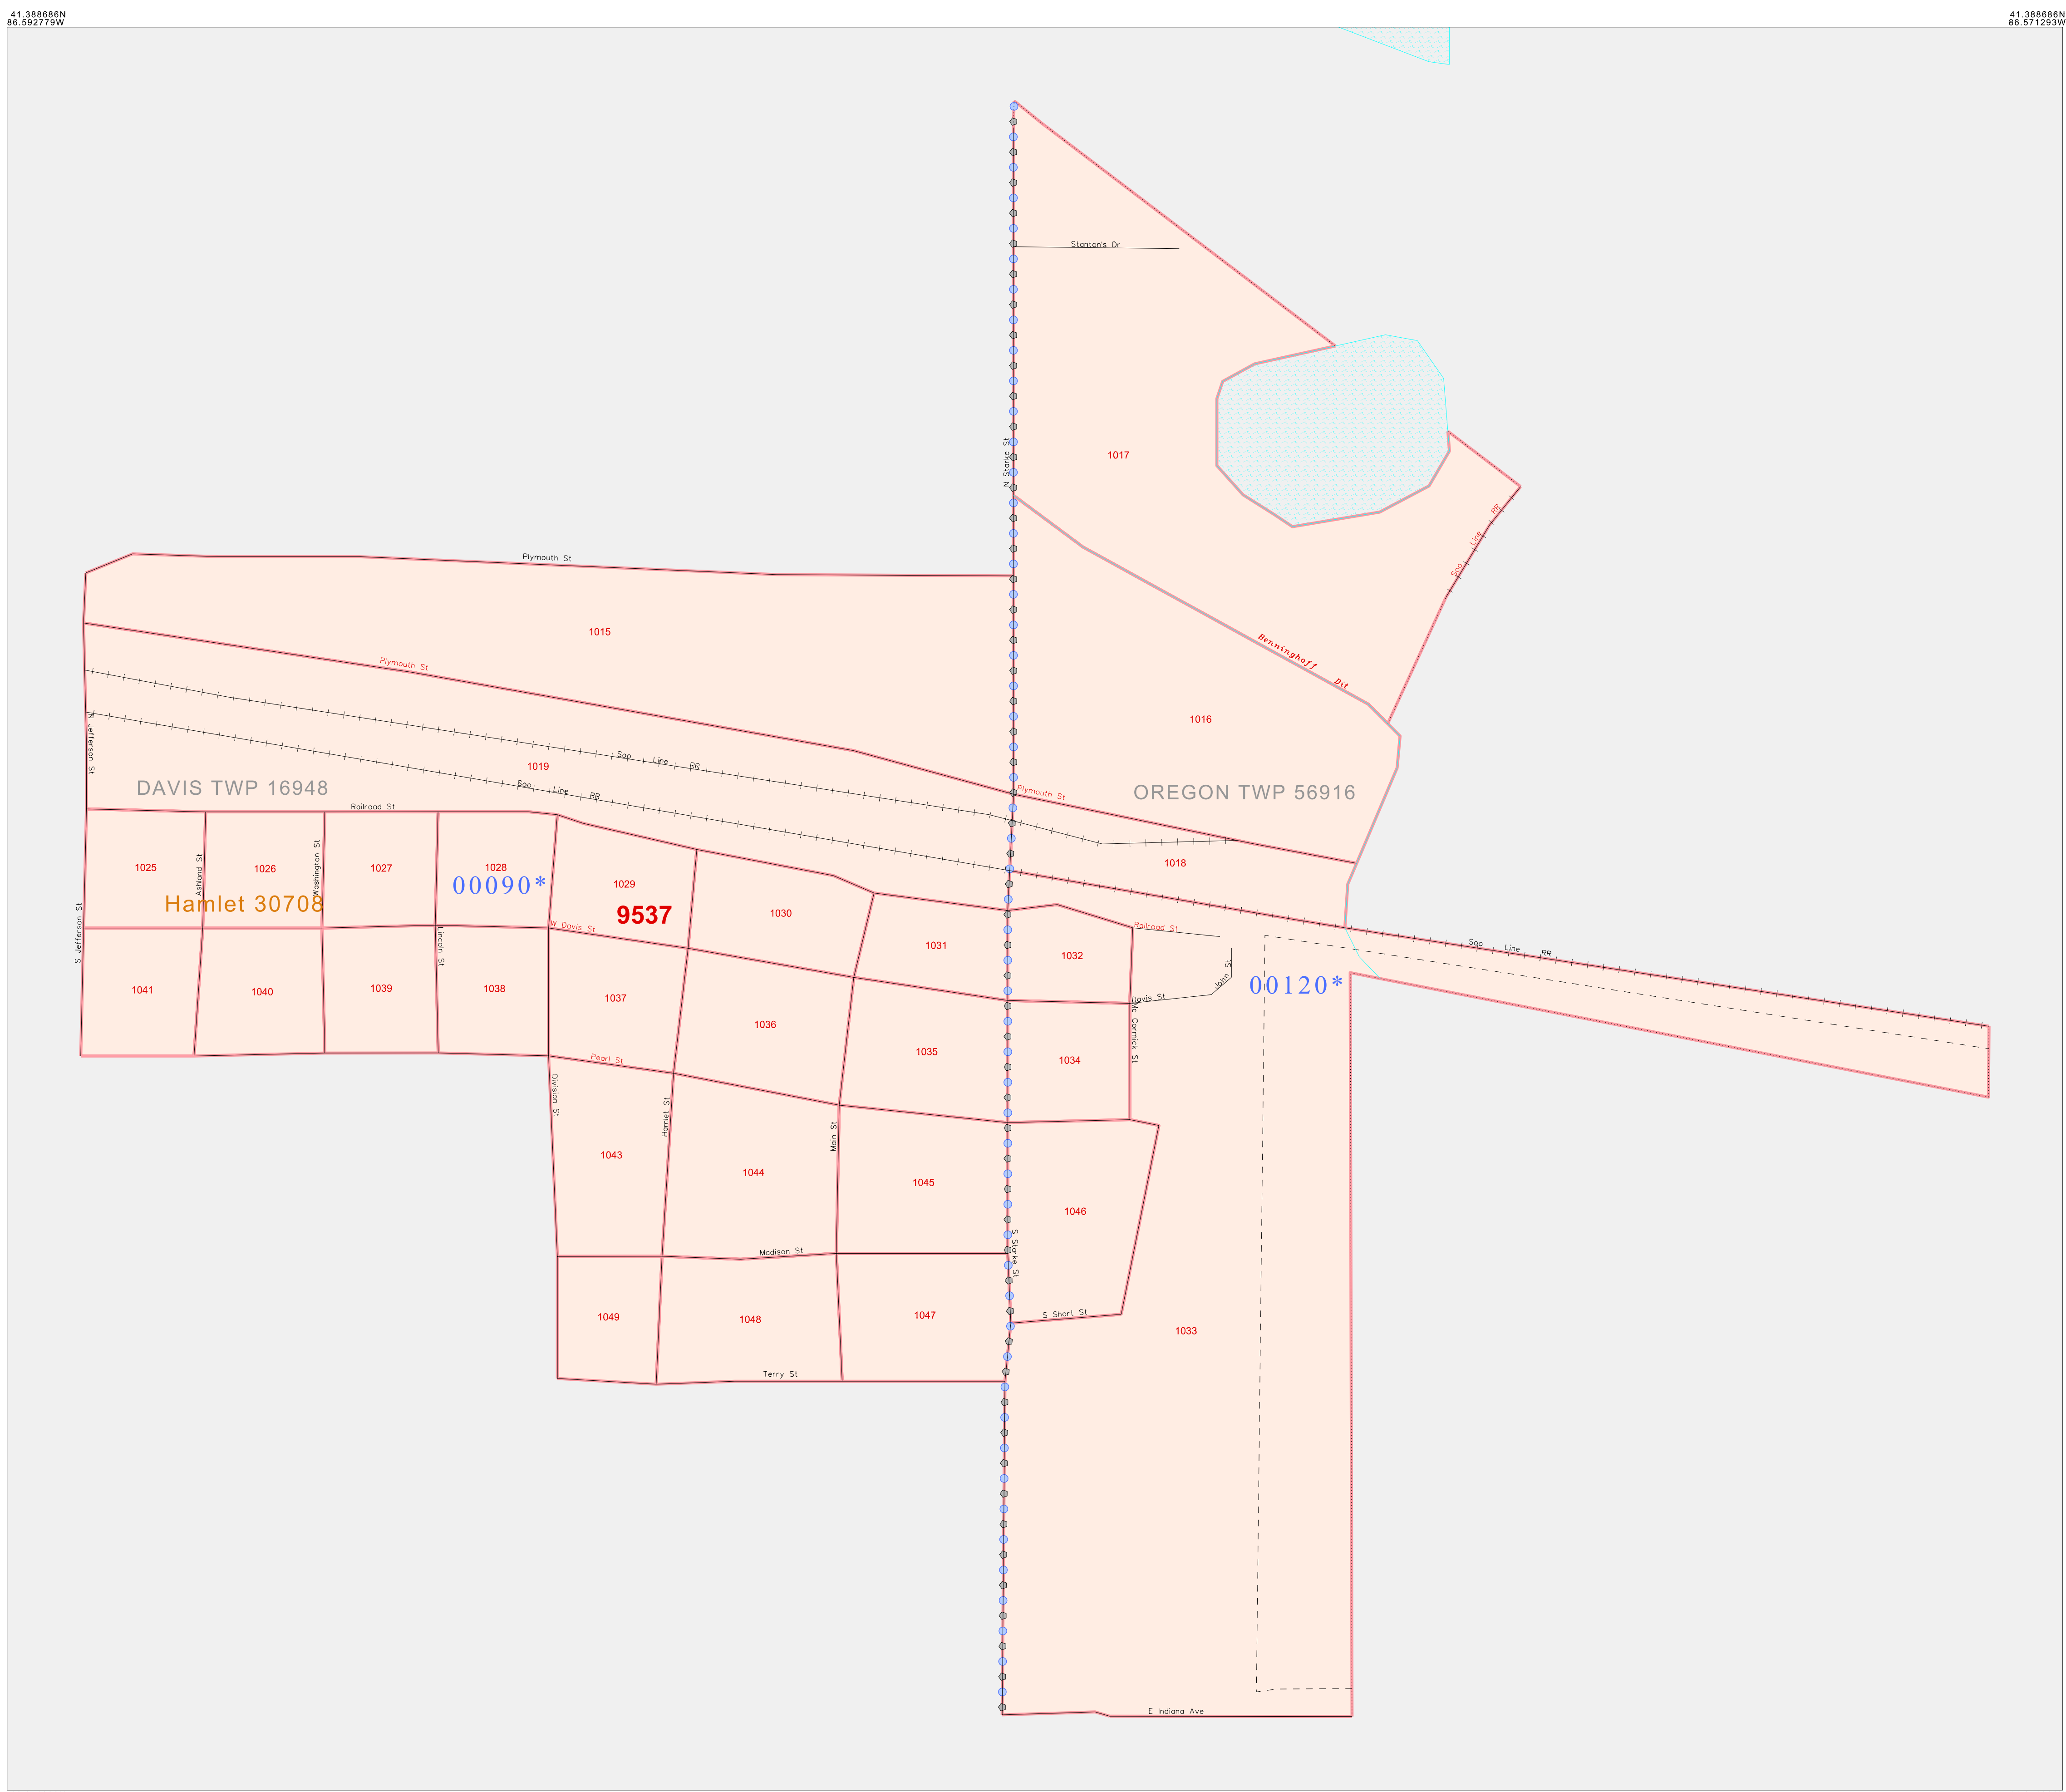 41.388686N
86.592779W
41.388686N
86.571293W
Stanton's Dr
N Starke St
1017
Soo Line RR
Plymouth St
1015
Benninghoff Dit
Plymouth St
1016
N Jefferson St
Soo Line RR
1019
Soo Line RR
DAVIS TWP 16948
OREGON TWP 56916
Plymouth St
Railroad St
1018
1025
Ashland St
1026
Washington St
1027
1028
00090*
1029
Hamlet 30708
9537
1030
W Davis St
Railroad St
S Jefferson St
Lincoln St
1031
1032
Soo Line RR
John St
00120*
1041
1040
1039
1038
1037
Davis St
Mc Cormick St
1036
1035
1034
Pearl St
Division St
Hamlet St
Main St
1043
1044
1045
1046
Madison St
S Starke St
1049
1048
1047
S Short St
1033
Terry St
E Indiana Ave